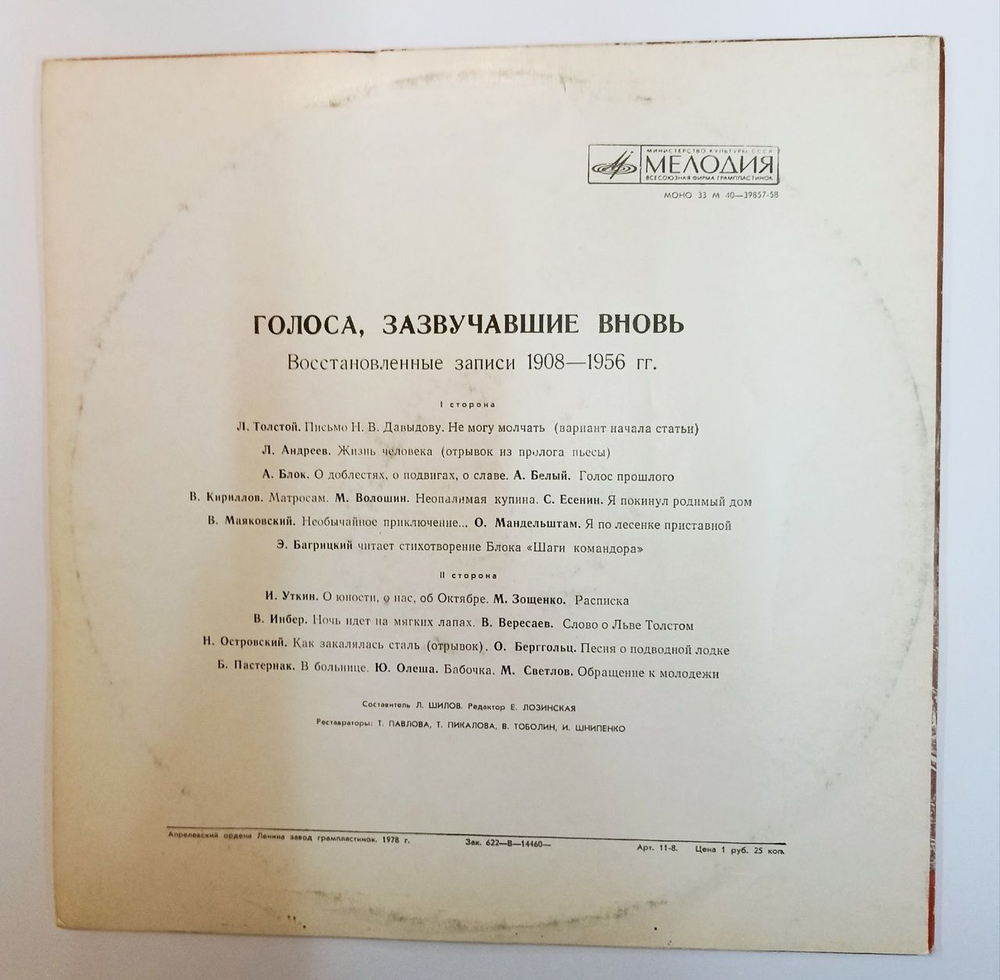 МИНИСТЕРСТВО КУЛЬТУРЫ СССР
МЕЛОДИЯ
ВСЕСОЮЗНАЯ ФИРМА ГРАМПЛАСТИНОК
МОНО 33 М 40—39857-58
ГОЛОСА, ЗАЗВУЧАВШИЕ ВНОВЬ
Восстановленные записи 1908—1956 гг.
I сторона
Л. Толстой. Письмо Н. В. Давыдову. Не могу молчать (вариант начала статьи)
Л. Андреев. Жизнь человека (отрывок из пролога пьесы)
А. Блок. О доблестях, о подвигах, о славе. А. Белый. Голос прошлого
В. Кириллов. Матросам. М. Волошин. Неопалимая купина. С. Есенин. Я покинул родимый дом
В. Маяковский. Необычайное приключение... О. Мандельштам. Я по лесенке приставной
Э. Багрицкий читает стихотворение Блока «Шаги командора»
II сторона
И. Уткин. О юности, о нас, об Октябре. М. Зощенко. Расписка
В. Инбер. Ночь идет на мягких лапах. В. Вересаев. Слово о Льве Толстом
Н. Островский. Как закалялась сталь (отрывок). О. Берггольц. Песня о подводной лодке
Б. Пастернак. В больнице. Ю. Олеша. Бабочка. М. Светлов. Обращение к молодежи
Составитель Л. ШИЛОВ. Редактор Е. ЛОЗИНСКАЯ
Реставраторы: Т. ПАВЛОВА, Т. ПИКАЛОВА, В. ТОБОЛИН, И. ШНИПЕНКО
Апрелевский ордена Ленина завод грампластинок. 1978 г. Зак. 622—В—14460— Арт. 11-8. Цена 1 руб. 25 коп.